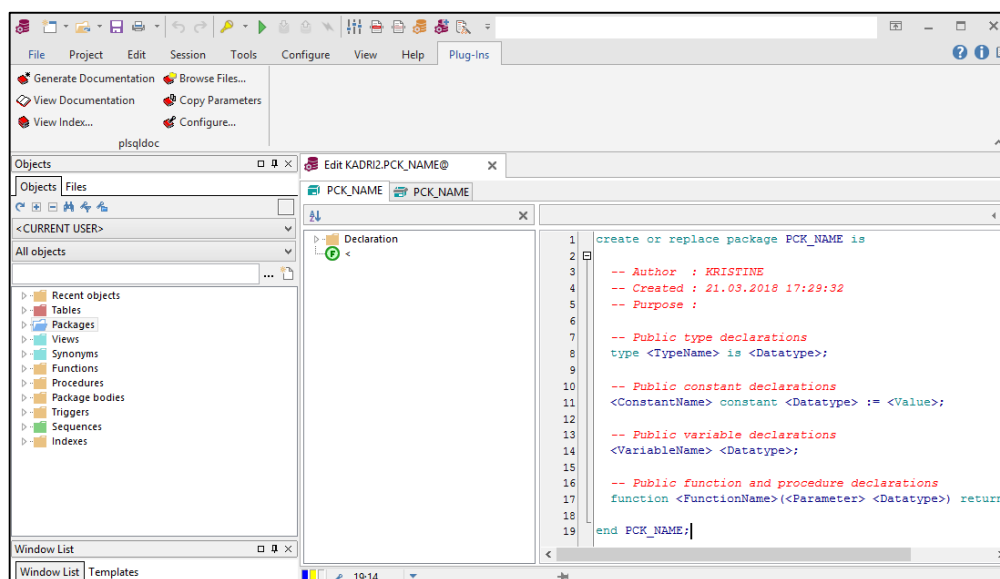 File Project Edit Session Tools Configure View Help Plug-Ins
Generate Documentation Browse Files...
View Documentation Copy Parameters
View Index... Configure...
plsqldoc
Objects
Objects Files
<CURRENT USER>
All objects
...
Recent objects
Tables
Packages
Views
Synonyms
Functions
Procedures
Package bodies
Triggers
Sequences
Indexes
Window List
Window List Templates
Edit KADRI2.PCK_NAME@
PCK_NAME PCK_NAME
Declaration
F <
1 create or replace package PCK_NAME is
2
3 -- Author : KRISTINE
4 -- Created : 21.03.2018 17:29:32
5 -- Purpose :
6
7 -- Public type declarations
8 type <TypeName> is <Datatype>;
9
10 -- Public constant declarations
11 <ConstantName> constant <Datatype> := <Value>;
12
13 -- Public variable declarations
14 <VariableName> <Datatype>;
15
16 -- Public function and procedure declarations
17 function <FunctionName>(<Parameter> <Datatype>) return
18
19 end PCK_NAME;
19:14